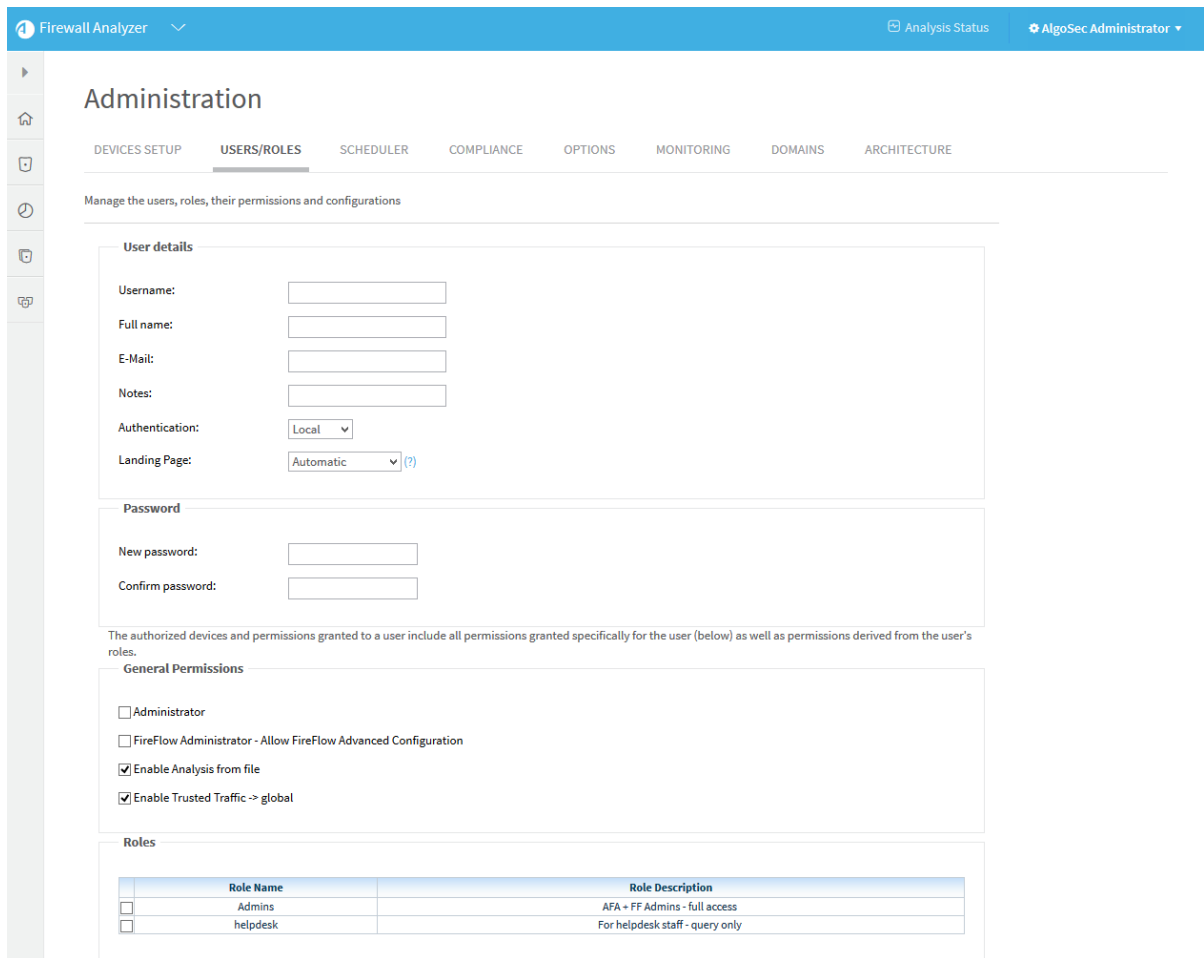 Firewall Analyzer
Analysis Status
AlgoSec Administrator
Administration
DEVICES SETUP USERS/ROLES SCHEDULER COMPLIANCE OPTIONS MONITORING DOMAINS ARCHITECTURE
Manage the users, roles, their permissions and configurations
User details
Username:
Full name:
E-Mail:
Notes:
Authentication: Local
Landing Page: Automatic (?)
Password
New password:
Confirm password:
The authorized devices and permissions granted to a user include all permissions granted specifically for the user (below) as well as permissions derived from the user's
roles.
General Permissions
Administrator
FireFlow Administrator - Allow FireFlow Advanced Configuration
Enable Analysis from file
Enable Trusted Traffic -> global
Roles
Role Name Role Description
Admins AFA + FF Admins - full access
helpdesk For helpdesk staff - query only